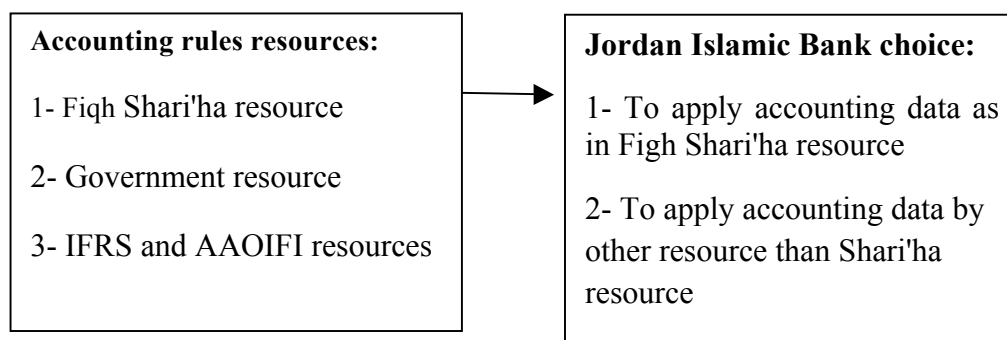 Accounting rules resources:
1- Fiqh Shari'ha resource
2- Government resource
3- IFRS and AAOIFI resources
Jordan Islamic Bank choice:
1- To apply accounting data as
in Figh Shari'ha resource
2- To apply accounting data by
other resource than Shari'ha
resource